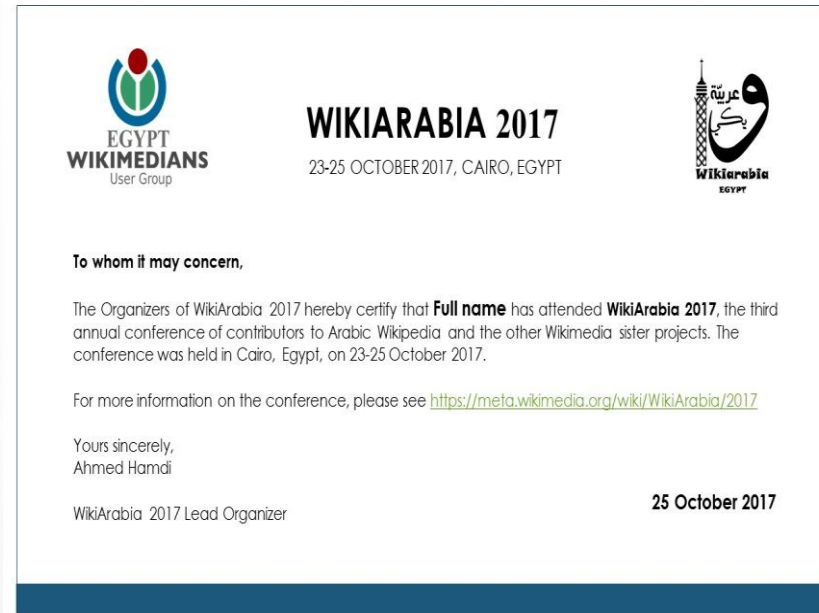 EGYPT
WIKIMEDIANS
User Group
WIKIARABIA 2017
23-25 OCTOBER 2017, CAIRO, EGYPT
ويكي
عربية
Wikiarabia
EGYPT
To whom it may concern,
The Organizers of WikiArabia 2017 hereby certify that Full name has attended WikiArabia 2017, the third
annual conference of contributors to Arabic Wikipedia and the other Wikimedia sister projects. The
conference was held in Cairo, Egypt, on 23-25 October 2017.
For more information on the conference, please see https://meta.wikimedia.org/wiki/WikiArabia/2017
Yours sincerely,
Ahmed Hamdi
WikiArabia 2017 Lead Organizer
25 October 2017